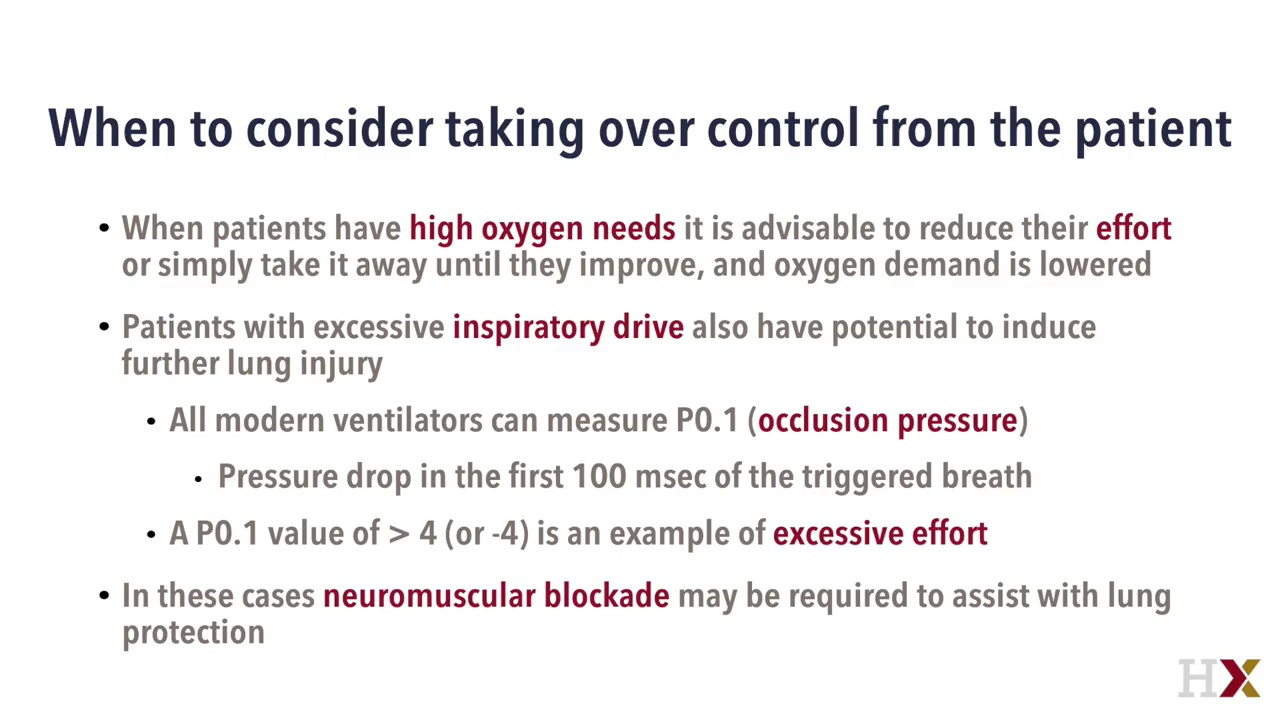 When to consider taking over control from the patient
• When patients have high oxygen needs it is advisable to reduce their effort
or simply take it away until they improve, and oxygen demand is lowered
• Patients with excessive inspiratory drive also have potential to induce
further lung injury
• All modern ventilators can measure P0.1 (occlusion pressure)
• Pressure drop in the first 100 msec of the triggered breath
• A P0.1 value of > 4 (or -4) is an example of excessive effort
• In these cases neuromuscular blockade may be required to assist with lung
protection
HX